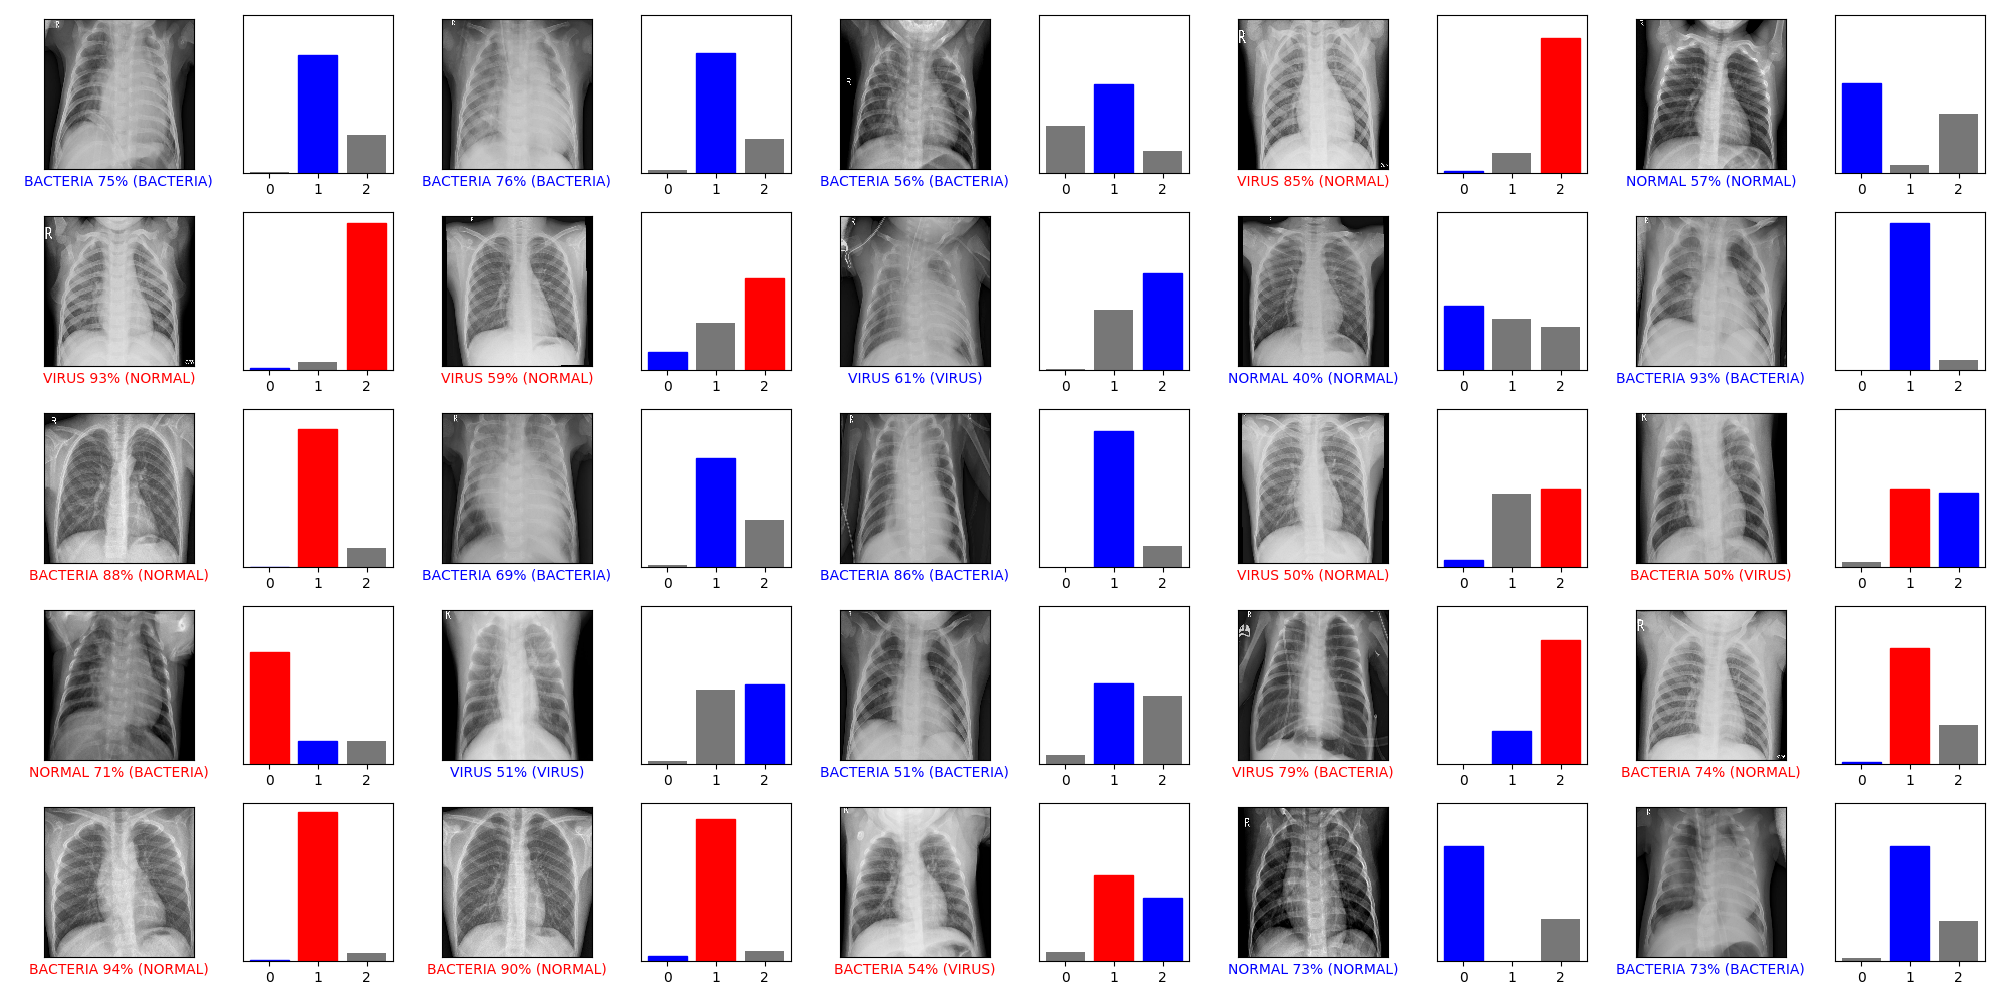 R R R R
0 1 2 0 1 2 0 1 2 0 1 2 0 1 2
BACTERIA 75% (BACTERIA) BACTERIA 76% (BACTERIA) BACTERIA 56% (BACTERIA) VIRUS 85% (NORMAL) NORMAL 57% (NORMAL)
R R R
0 1 2 0 1 2 0 1 2 0 1 2 0 1 2
VIRUS 93% (NORMAL) VIRUS 59% (NORMAL) VIRUS 61% (VIRUS) NORMAL 40% (NORMAL) BACTERIA 93% (BACTERIA)
R R R R
0 1 2 0 1 2 0 1 2 0 1 2 0 1 2
BACTERIA 88% (NORMAL) BACTERIA 69% (BACTERIA) BACTERIA 86% (BACTERIA) VIRUS 50% (NORMAL) BACTERIA 50% (VIRUS)
R R R
0 1 2 0 1 2 0 1 2 0 1 2 0 1 2
NORMAL 71% (BACTERIA) VIRUS 51% (VIRUS) BACTERIA 51% (BACTERIA) VIRUS 79% (BACTERIA) BACTERIA 74% (NORMAL)
R R R
0 1 2 0 1 2 0 1 2 0 1 2 0 1 2
BACTERIA 94% (NORMAL) BACTERIA 90% (NORMAL) BACTERIA 54% (VIRUS) NORMAL 73% (NORMAL) BACTERIA 73% (BACTERIA)